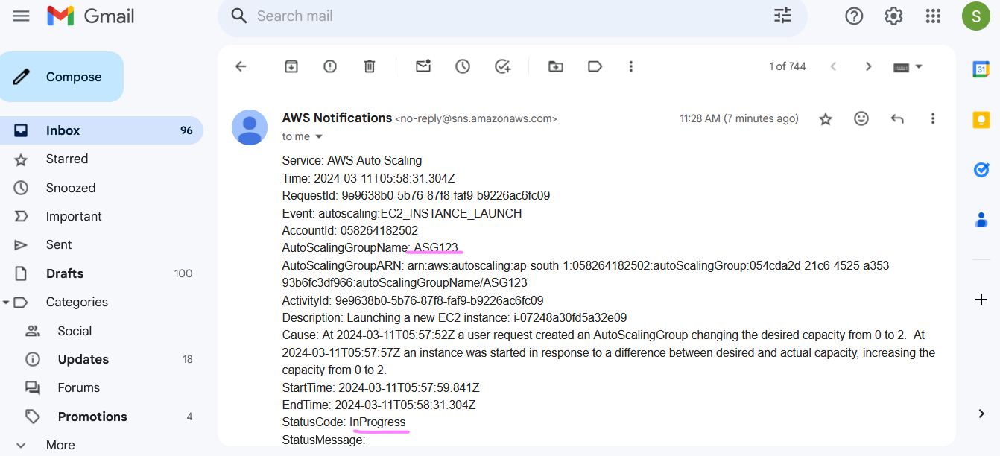 Gmail
Search mail
S
Compose
1 of 744
31
Inbox 96
Starred
Snoozed
Important
Sent
Drafts 100
Categories
Social
Updates 18
Forums
Promotions 4
More
AWS Notifications <no-reply@sns.amazonaws.com> 11:28 AM (7 minutes ago)
to me
Service: AWS Auto Scaling
Time: 2024-03-11T05:58:31.304Z
RequestId: 9e9638b0-5b76-87f8-faf9-b9226ac6fc09
Event: autoscaling:EC2_INSTANCE_LAUNCH
AccountId: 058264182502
AutoScalingGroupName: ASG123
AutoScalingGroupARN: arn:aws:autoscaling:ap-south-1:058264182502:autoScalingGroup:054cda2d-21c6-4525-a353-
93b6fc3df966:autoScalingGroupName/ASG123
ActivityId: 9e9638b0-5b76-87f8-faf9-b9226ac6fc09
Description: Launching a new EC2 instance: i-07248a30fd5a32e09
Cause: At 2024-03-11T05:57:52Z a user request created an AutoScalingGroup changing the desired capacity from 0 to 2.  At
2024-03-11T05:57:57Z an instance was started in response to a difference between desired and actual capacity, increasing the
capacity from 0 to 2.
StartTime: 2024-03-11T05:57:59.841Z
EndTime: 2024-03-11T05:58:31.304Z
StatusCode: InProgress
StatusMessage: